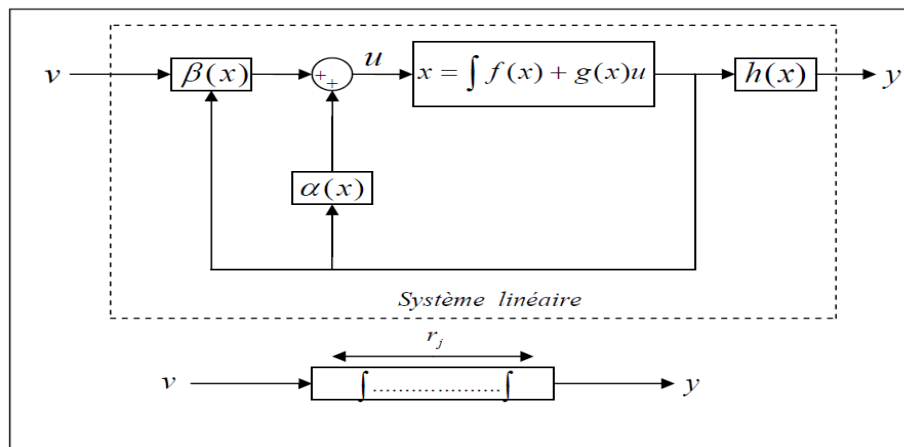 v β(x) + + u x = ∫ f(x) + g(x)u h(x) y
α(x)
Système linéaire
r_j
v ∫.....................∫ y